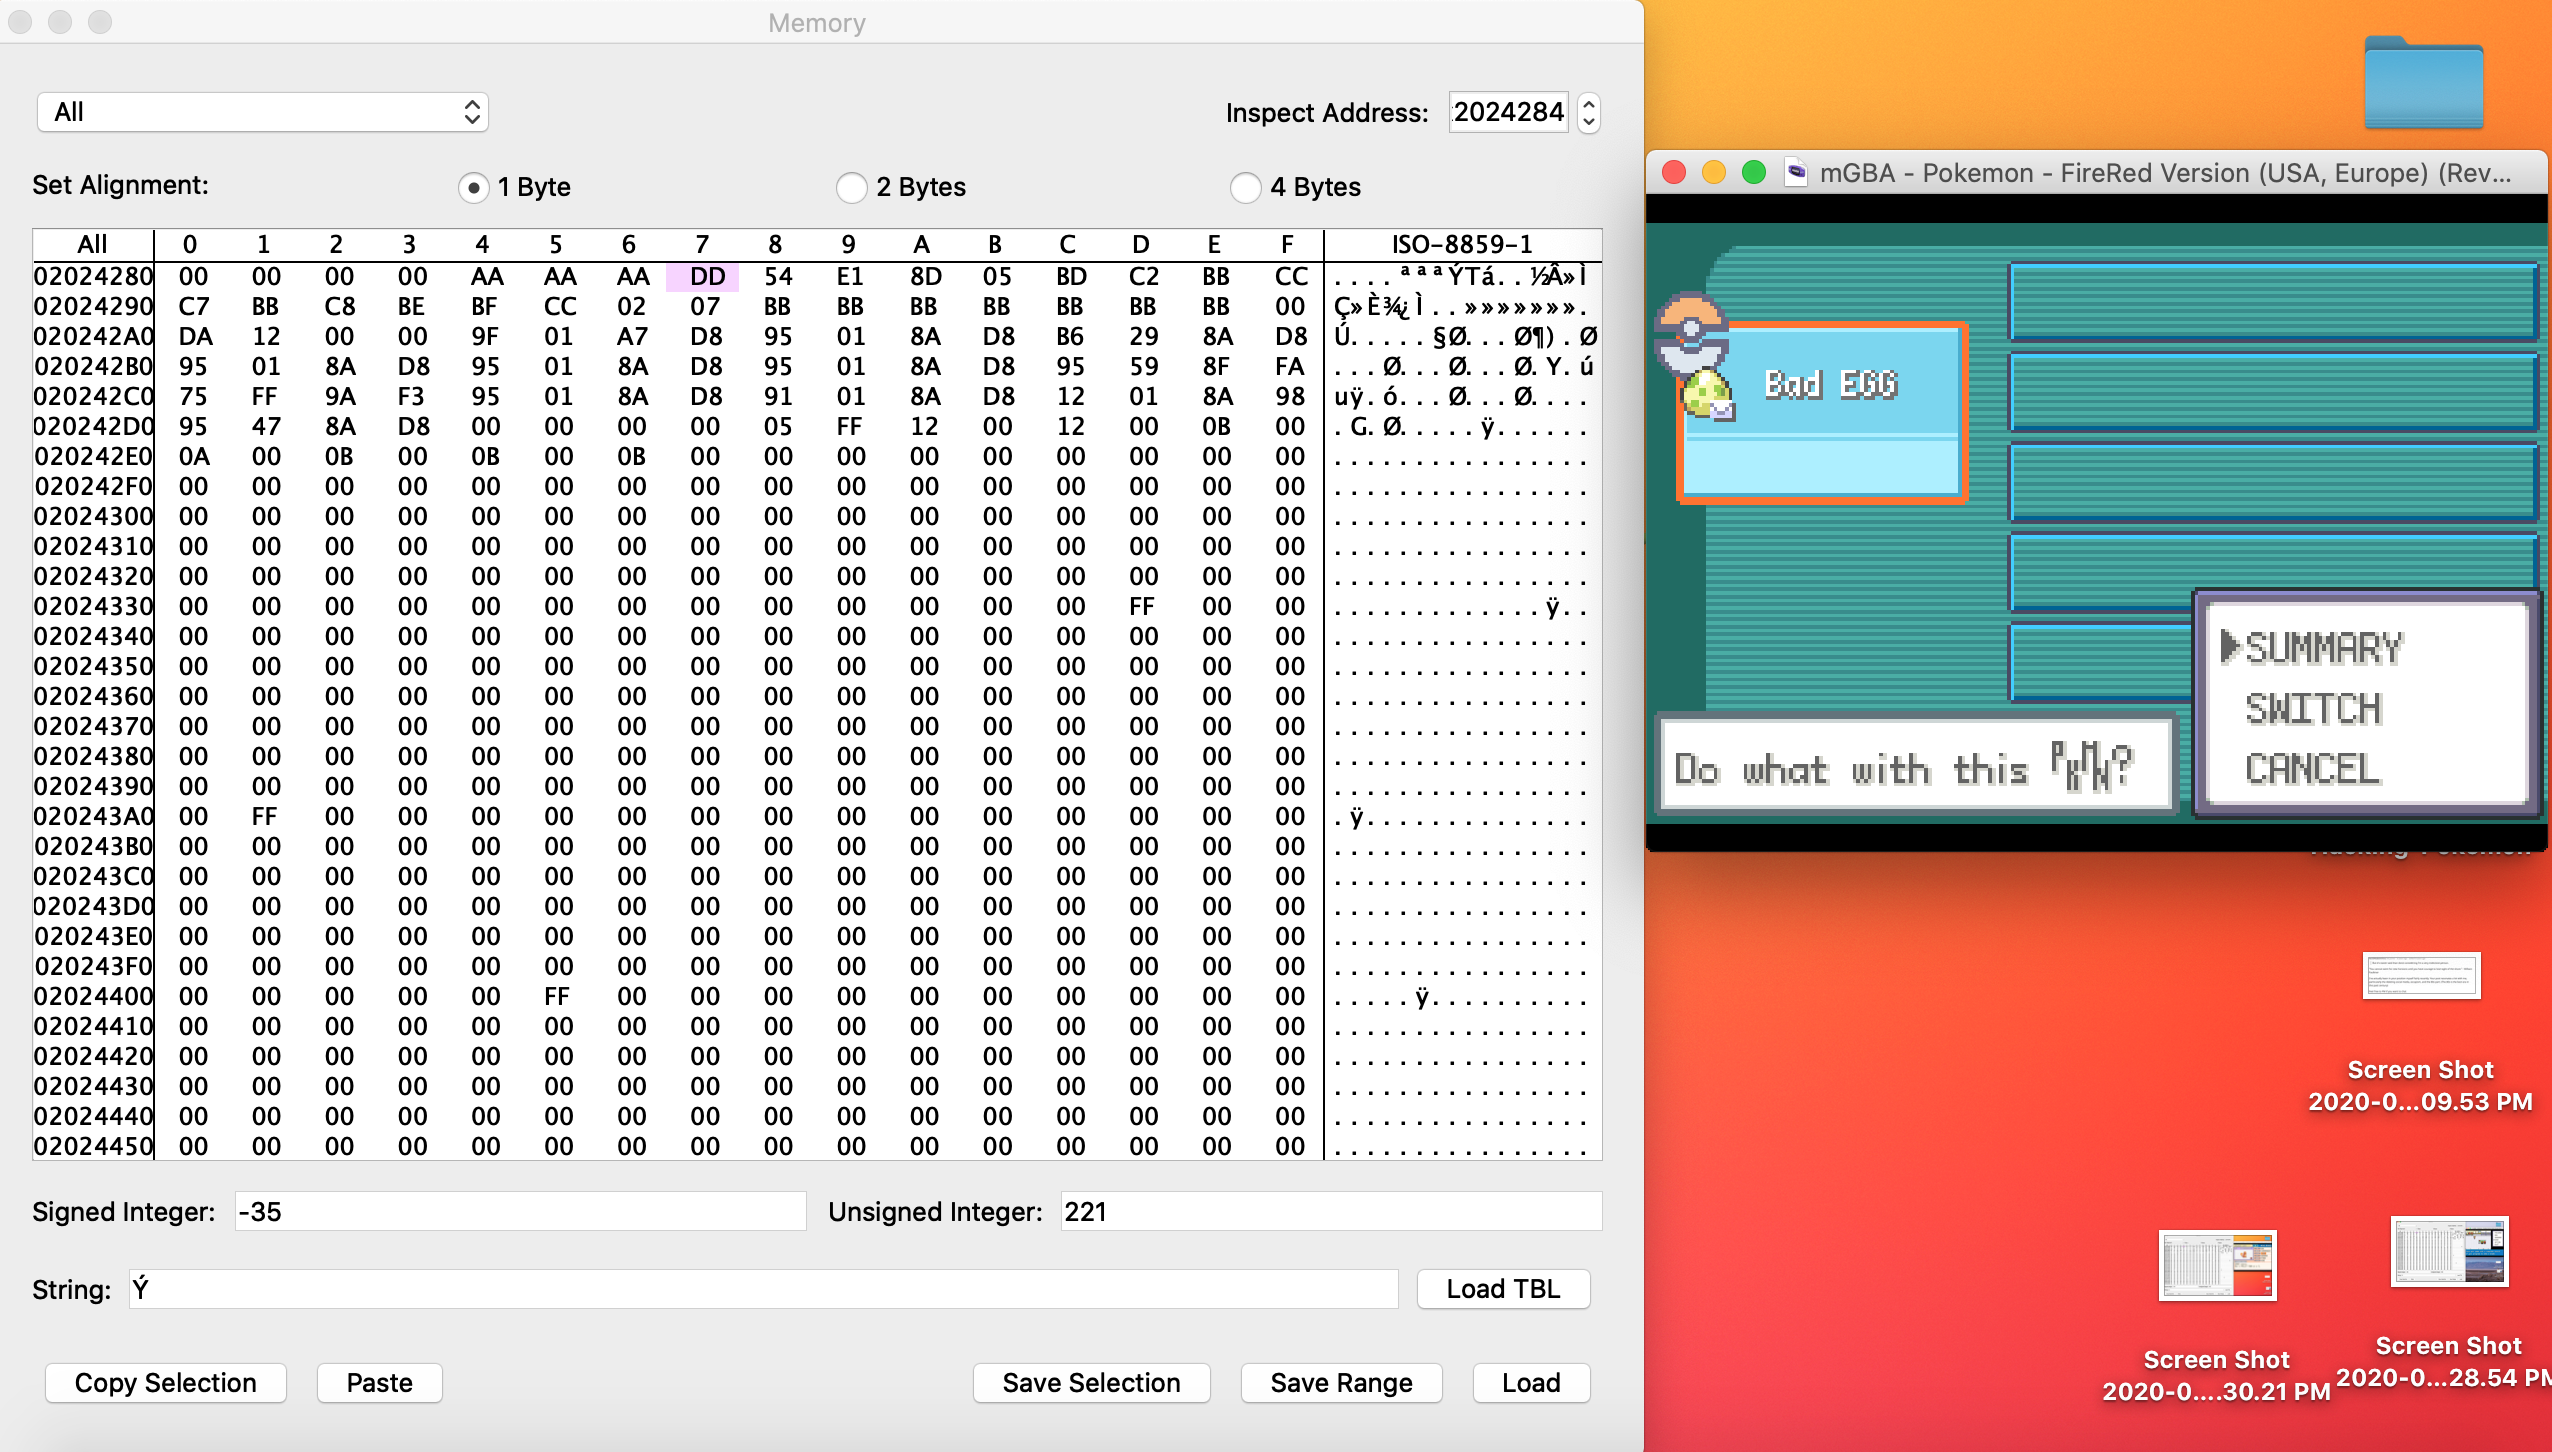 Memory
All
Inspect Address: 2024284
Set Alignment: 1 Byte 2 Bytes 4 Bytes
All 0 1 2 3 4 5 6 7 8 9 A B C D E F ISO-8859-1
02024280 00 00 00 00 AA AA AA DD 54 E1 8D 05 BD C2 BB CC ....ªªªÝTá..½Â»Ì
02024290 C7 BB C8 BE BF CC 02 07 BB BB BB BB BB BB BB 00 Ç»È¾¿Ì..»»»»»»».
020242A0 DA 12 00 00 9F 01 A7 D8 95 01 8A D8 B6 29 8A D8 Ú.....§Ø...Ø¶).Ø
020242B0 95 01 8A D8 95 01 8A D8 95 01 8A D8 95 59 8F FA ...Ø...Ø...Ø.Y.ú
020242C0 75 FF 9A F3 95 01 8A D8 91 01 8A D8 12 01 8A 98 uÿ.ó...Ø...Ø....
020242D0 95 47 8A D8 00 00 00 00 05 FF 12 00 12 00 0B 00 .G.Ø.....ÿ......
020242E0 0A 00 0B 00 0B 00 0B 00 00 00 00 00 00 00 00 00 ................
020242F0 00 00 00 00 00 00 00 00 00 00 00 00 00 00 00 00 ................
02024300 00 00 00 00 00 00 00 00 00 00 00 00 00 00 00 00 ................
02024310 00 00 00 00 00 00 00 00 00 00 00 00 00 00 00 00 ................
02024320 00 00 00 00 00 00 00 00 00 00 00 00 00 00 00 00 ................
02024330 00 00 00 00 00 00 00 00 00 00 00 00 00 FF 00 00 .............ÿ..
02024340 00 00 00 00 00 00 00 00 00 00 00 00 00 00 00 00 ................
02024350 00 00 00 00 00 00 00 00 00 00 00 00 00 00 00 00 ................
02024360 00 00 00 00 00 00 00 00 00 00 00 00 00 00 00 00 ................
02024370 00 00 00 00 00 00 00 00 00 00 00 00 00 00 00 00 ................
02024380 00 00 00 00 00 00 00 00 00 00 00 00 00 00 00 00 ................
02024390 00 00 00 00 00 00 00 00 00 00 00 00 00 00 00 00 ................
020243A0 00 FF 00 00 00 00 00 00 00 00 00 00 00 00 00 00 .ÿ..............
020243B0 00 00 00 00 00 00 00 00 00 00 00 00 00 00 00 00 ................
020243C0 00 00 00 00 00 00 00 00 00 00 00 00 00 00 00 00 ................
020243D0 00 00 00 00 00 00 00 00 00 00 00 00 00 00 00 00 ................
020243E0 00 00 00 00 00 00 00 00 00 00 00 00 00 00 00 00 ................
020243F0 00 00 00 00 00 00 00 00 00 00 00 00 00 00 00 00 ................
02024400 00 00 00 00 00 FF 00 00 00 00 00 00 00 00 00 00 .....ÿ..........
02024410 00 00 00 00 00 00 00 00 00 00 00 00 00 00 00 00 ................
02024420 00 00 00 00 00 00 00 00 00 00 00 00 00 00 00 00 ................
02024430 00 00 00 00 00 00 00 00 00 00 00 00 00 00 00 00 ................
02024440 00 00 00 00 00 00 00 00 00 00 00 00 00 00 00 00 ................
02024450 00 00 00 00 00 00 00 00 00 00 00 00 00 00 00 00 ................
Signed Integer: -35 Unsigned Integer: 221
String: Ý Load TBL
Copy Selection Paste Save Selection Save Range Load
mGBA - Pokemon - FireRed Version (USA, Europe) (Rev...
Bad EGG
SUMMARY
SWITCH
CANCEL
Do what with this PKMN?
Screen Shot
2020-0...09.53 PM
Screen Shot
2020-0....30.21 PM
Screen Shot
2020-0...28.54 PM